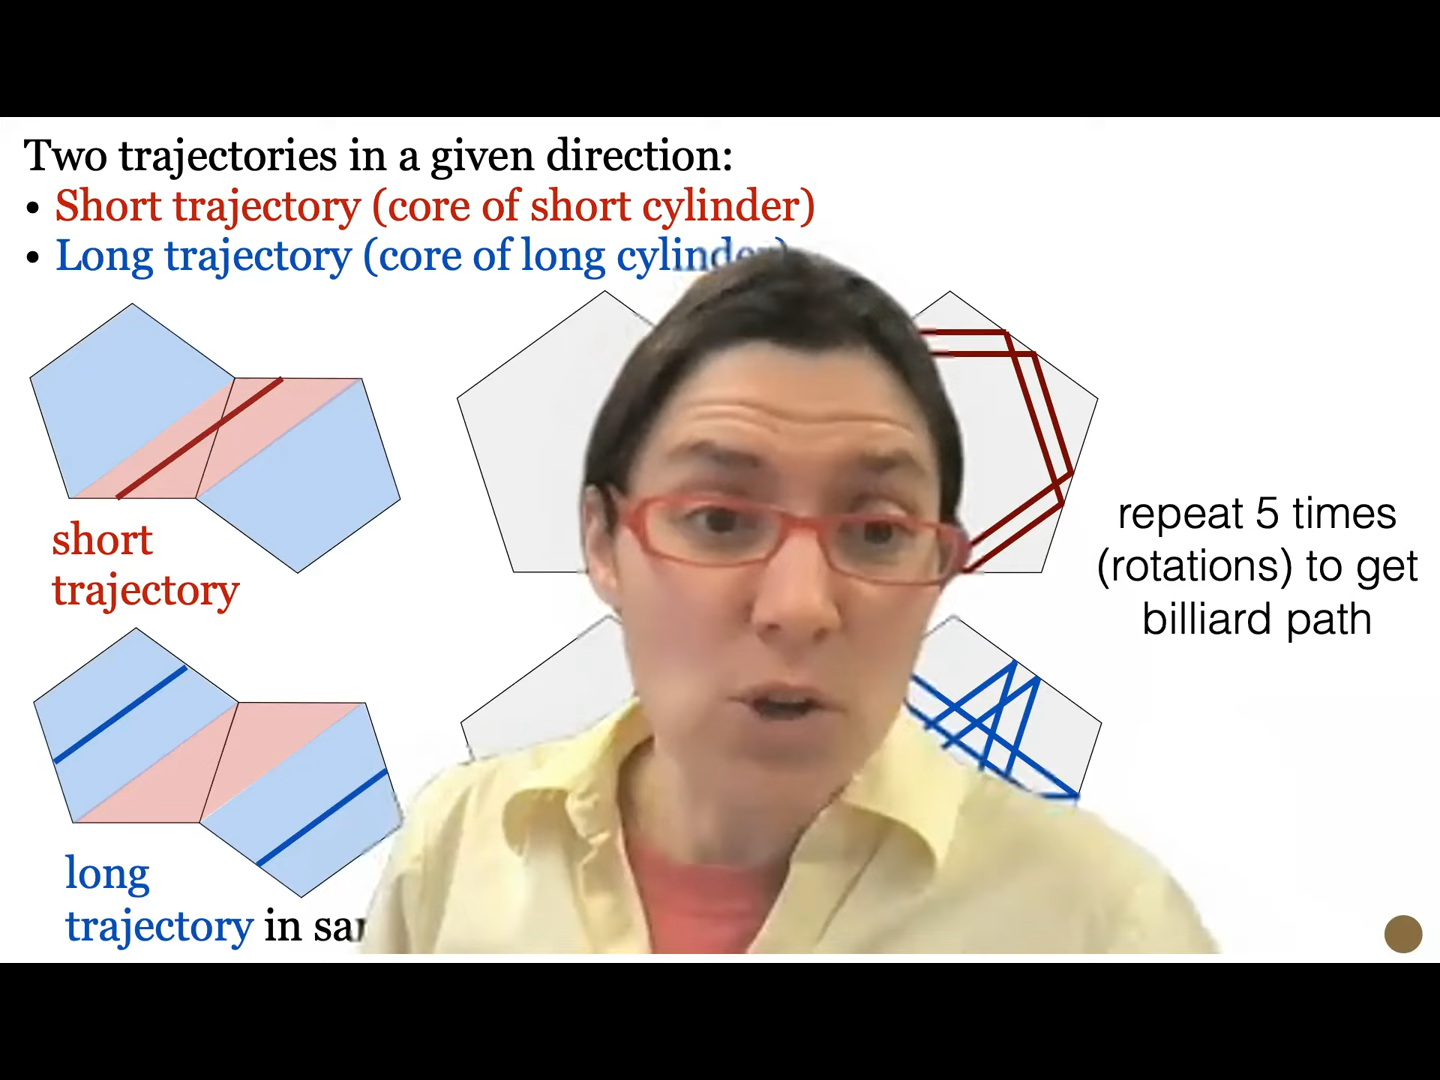 Two trajectories in a given direction:
• Short trajectory (core of short cylinder)
• Long trajectory (core of long cylinder)
short
trajectory
repeat 5 times
(rotations) to get
billiard path
long
trajectory in